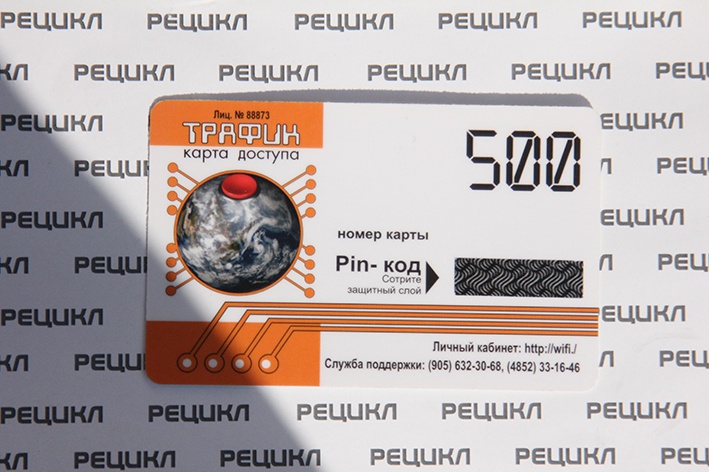 РЕЦИКЛ РЕЦИКЛ РЕЦИКЛ РЕЦИКЛ
РЕЦИКЛ РЕЦИКЛ РЕЦИКЛ РЕЦИКЛ
Лиц. № 88873
ТРАФИК
карта доступа
500
номер карты
Pin- код
Сотрите
защитный слой
Личный кабинет: http://wifi./
Служба поддержки: (905) 632-30-68, (4852) 33-16-46
РЕЦИКЛ РЕЦИКЛ РЕЦИКЛ РЕЦИКЛ
РЕЦИКЛ РЕЦИКЛ РЕЦИКЛ РЕЦИКЛ